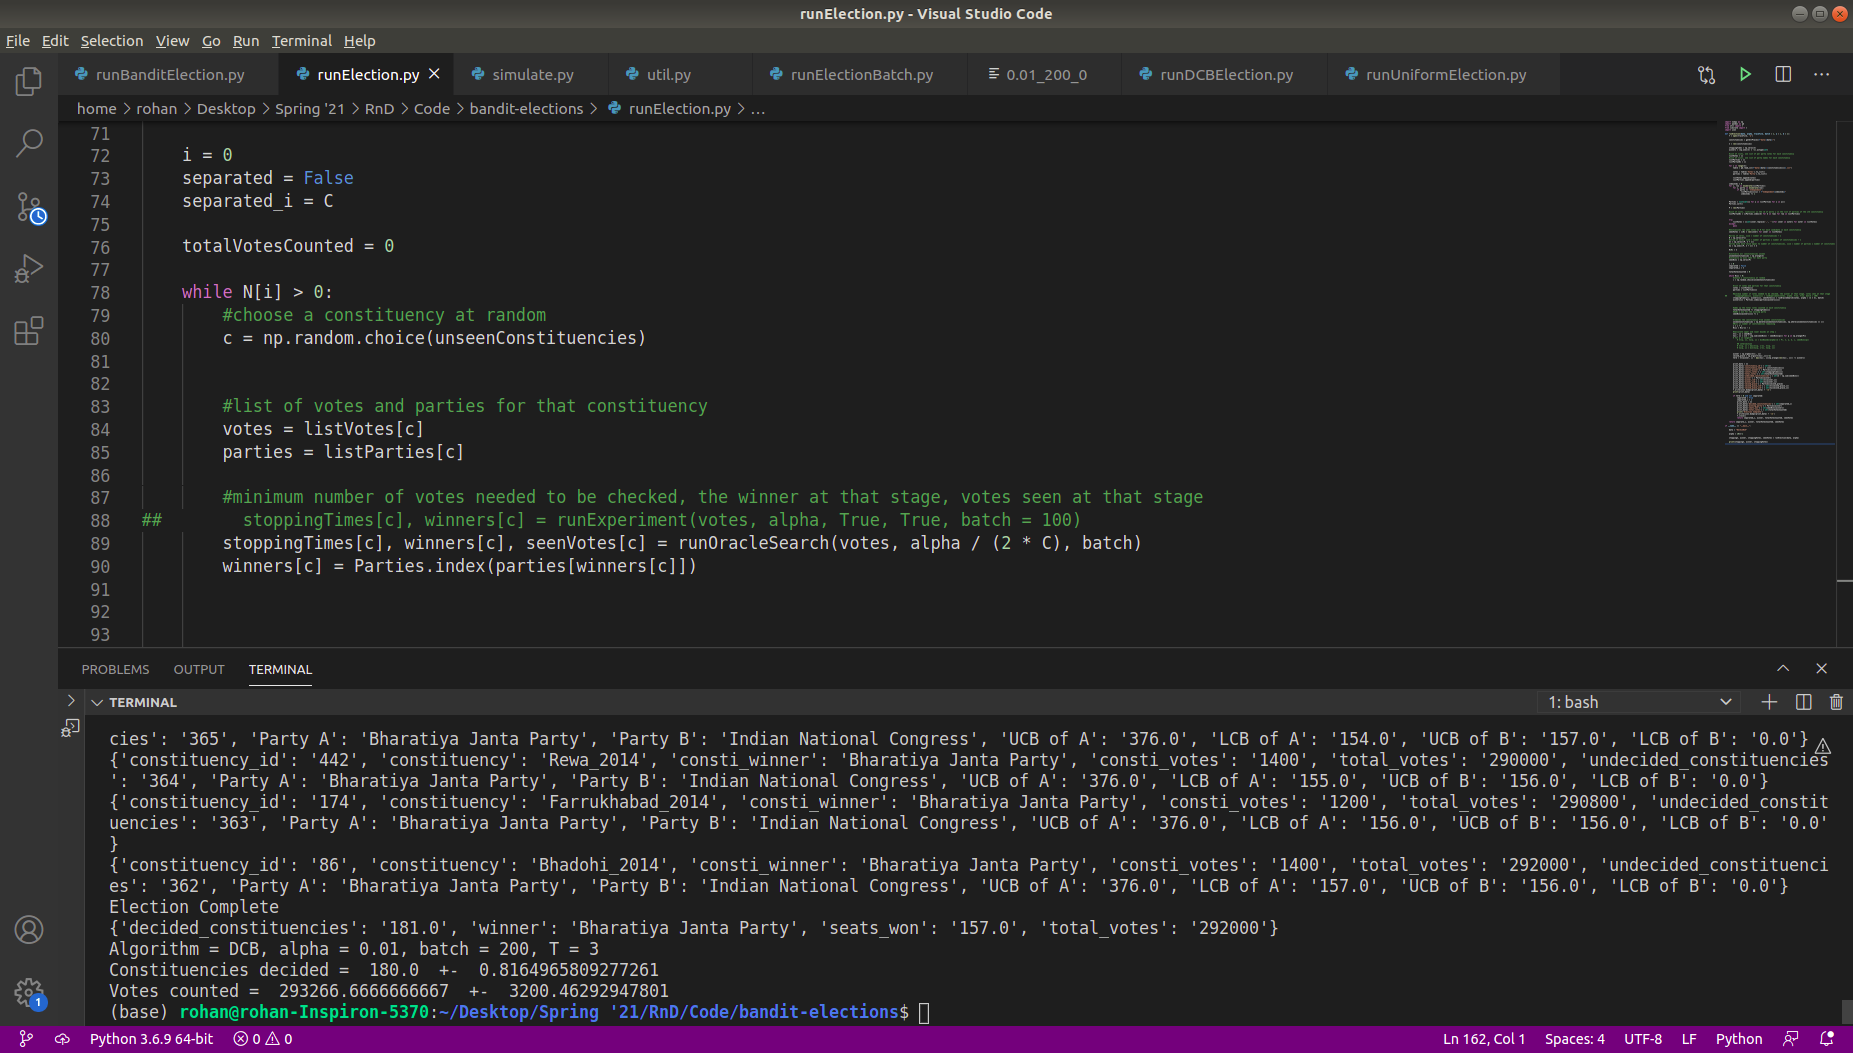 runElection.py - Visual Studio Code
File Edit Selection View Go Run Terminal Help
runBanditElection.py runElection.py simulate.py util.py runElectionBatch.py 0.01_200_0 runDCBElection.py runUniformElection.py
home > rohan > Desktop > Spring '21 > RnD > Code > bandit-elections > runElection.py > ...
71
72 i = 0
73 separated = False
74 separated_i = C
75
76 totalVotesCounted = 0
77
78 while N[i] > 0:
79 #choose a constituency at random
80 c = np.random.choice(unseenConstituencies)
81
82
83 #list of votes and parties for that constituency
84 votes = listVotes[c]
85 parties = listParties[c]
86
87 #minimum number of votes needed to be checked, the winner at that stage, votes seen at that stage
88 ## stoppingTimes[c], winners[c] = runExperiment(votes, alpha, True, True, batch = 100)
89 stoppingTimes[c], winners[c], seenVotes[c] = runOracleSearch(votes, alpha / (2 * C), batch)
90 winners[c] = Parties.index(parties[winners[c]])
91
92
93
PROBLEMS OUTPUT TERMINAL
TERMINAL 1: bash
cies': '365', 'Party A': 'Bharatiya Janta Party', 'Party B': 'Indian National Congress', 'UCB of A': '376.0', 'LCB of A': '154.0', 'UCB of B': '157.0', 'LCB of B': '0.0'}
{'constituency_id': '442', 'constituency': 'Rewa_2014', 'consti_winner': 'Bharatiya Janta Party', 'consti_votes': '1400', 'total_votes': '290000', 'undecided_constituencies
': '364', 'Party A': 'Bharatiya Janta Party', 'Party B': 'Indian National Congress', 'UCB of A': '376.0', 'LCB of A': '155.0', 'UCB of B': '156.0', 'LCB of B': '0.0'}
{'constituency_id': '174', 'constituency': 'Farrukhabad_2014', 'consti_winner': 'Bharatiya Janta Party', 'consti_votes': '1200', 'total_votes': '290800', 'undecided_constit
uencies': '363', 'Party A': 'Bharatiya Janta Party', 'Party B': 'Indian National Congress', 'UCB of A': '376.0', 'LCB of A': '156.0', 'UCB of B': '156.0', 'LCB of B': '0.0'
}
{'constituency_id': '86', 'constituency': 'Bhadohi_2014', 'consti_winner': 'Bharatiya Janta Party', 'consti_votes': '1400', 'total_votes': '292000', 'undecided_constituenci
es': '362', 'Party A': 'Bharatiya Janta Party', 'Party B': 'Indian National Congress', 'UCB of A': '376.0', 'LCB of A': '157.0', 'UCB of B': '156.0', 'LCB of B': '0.0'}
Election Complete
{'decided_constituencies': '181.0', 'winner': 'Bharatiya Janta Party', 'seats_won': '157.0', 'total_votes': '292000'}
Algorithm = DCB, alpha = 0.01, batch = 200, T = 3
Constituencies decided =  180.0  +-  0.8164965809277261
Votes counted =  293266.6666666667  +-  3200.46292947801
(base) rohan@rohan-Inspiron-5370:~/Desktop/Spring '21/RnD/Code/bandit-elections$
1
Python 3.6.9 64-bit 0 0 Ln 162, Col 1 Spaces: 4 UTF-8 LF Python